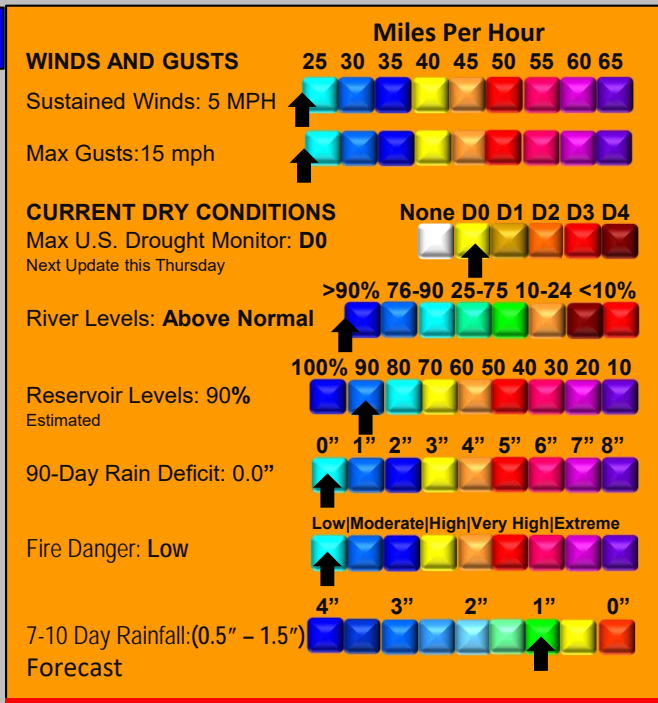 Miles Per Hour
WINDS AND GUSTS 25 30 35 40 45 50 55 60 65
Sustained Winds: 5 MPH
Max Gusts:15 mph
CURRENT DRY CONDITIONS None D0 D1 D2 D3 D4
Max U.S. Drought Monitor: D0
Next Update this Thursday
>90% 76-90 25-75 10-24 <10%
River Levels: Above Normal
100% 90 80 70 60 50 40 30 20 10
Reservoir Levels: 90%
Estimated
0” 1” 2” 3” 4” 5” 6” 7” 8”
90-Day Rain Deficit: 0.0”
Low|Moderate|High|Very High|Extreme
Fire Danger: Low
4” 3” 2” 1” 0”
7-10 Day Rainfall:(0.5” – 1.5”)
Forecast